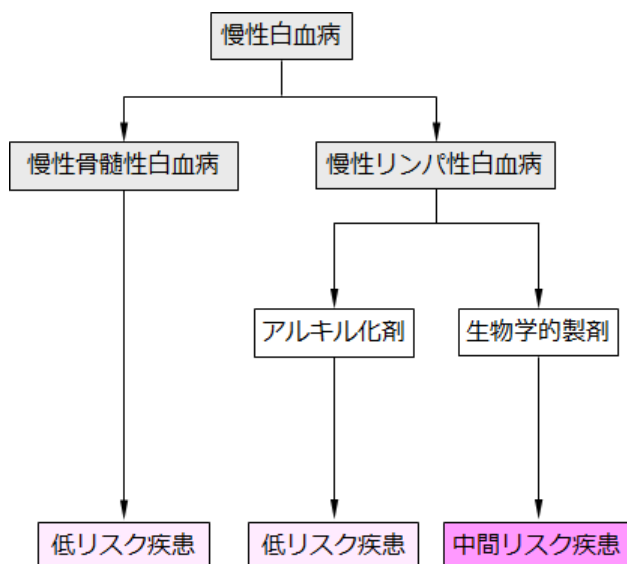 慢性白血病
慢性骨髄性白血病
慢性リンパ性白血病
アルキル化剤
生物学的製剤
低リスク疾患
低リスク疾患
中間リスク疾患